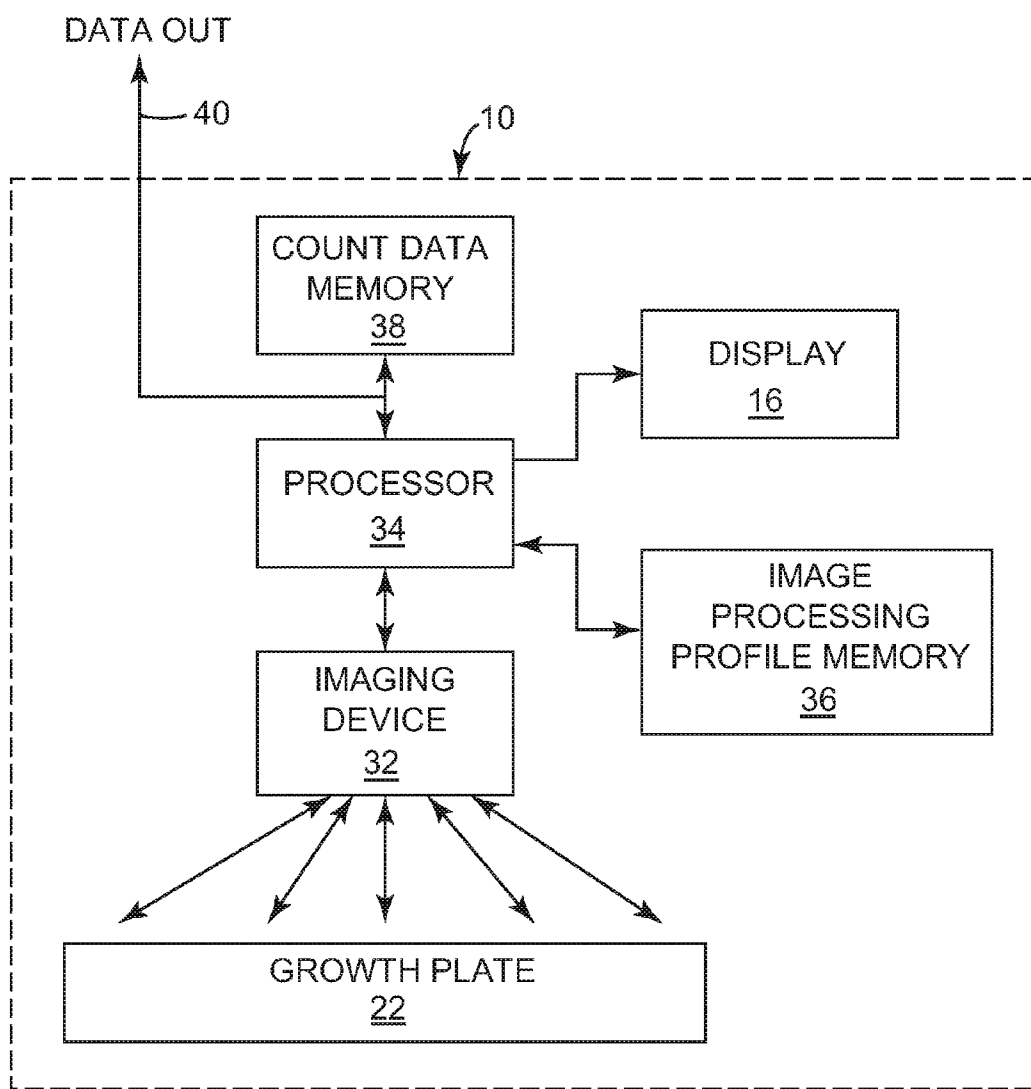 DATA OUT
40
10
COUNT DATA
MEMORY
38
DISPLAY
16
PROCESSOR
34
IMAGE
PROCESSING
PROFILE MEMORY
36
IMAGING
DEVICE
32
GROWTH PLATE
22